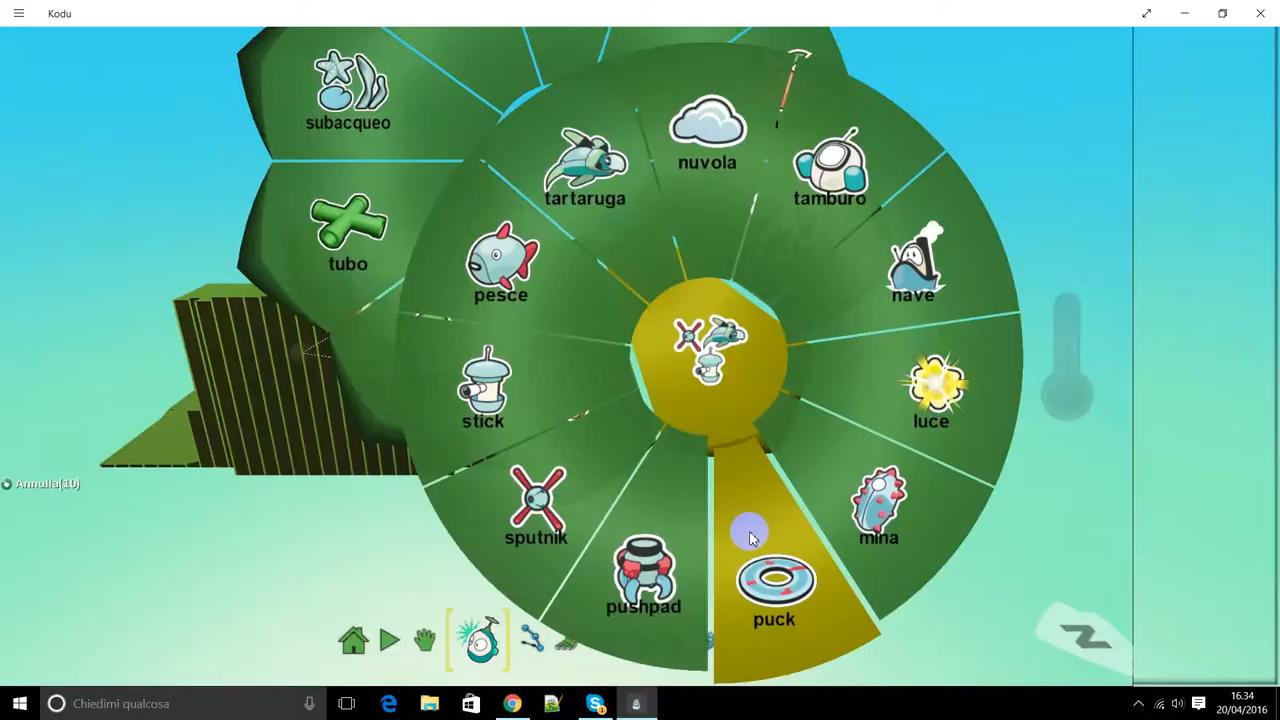 Kodu
subacqueo
nuvola
tartaruga
tamburo
tubo
pesce
nave
stick
luce
Annulla(10)
sputnik
mina
pushpad
puck
Chiedimi qualcosa
16.34
20/04/2016